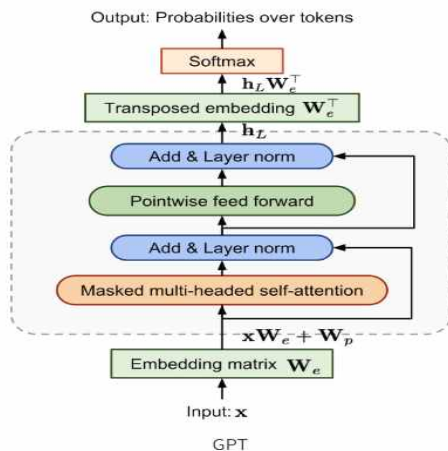 Output: Probabilities over tokens
Softmax
h_L W_e^⊤
Transposed embedding W_e^⊤
h_L
Add & Layer norm
Pointwise feed forward
Add & Layer norm
Masked multi-headed self-attention
xW_e + W_p
Embedding matrix W_e
Input: x
GPT